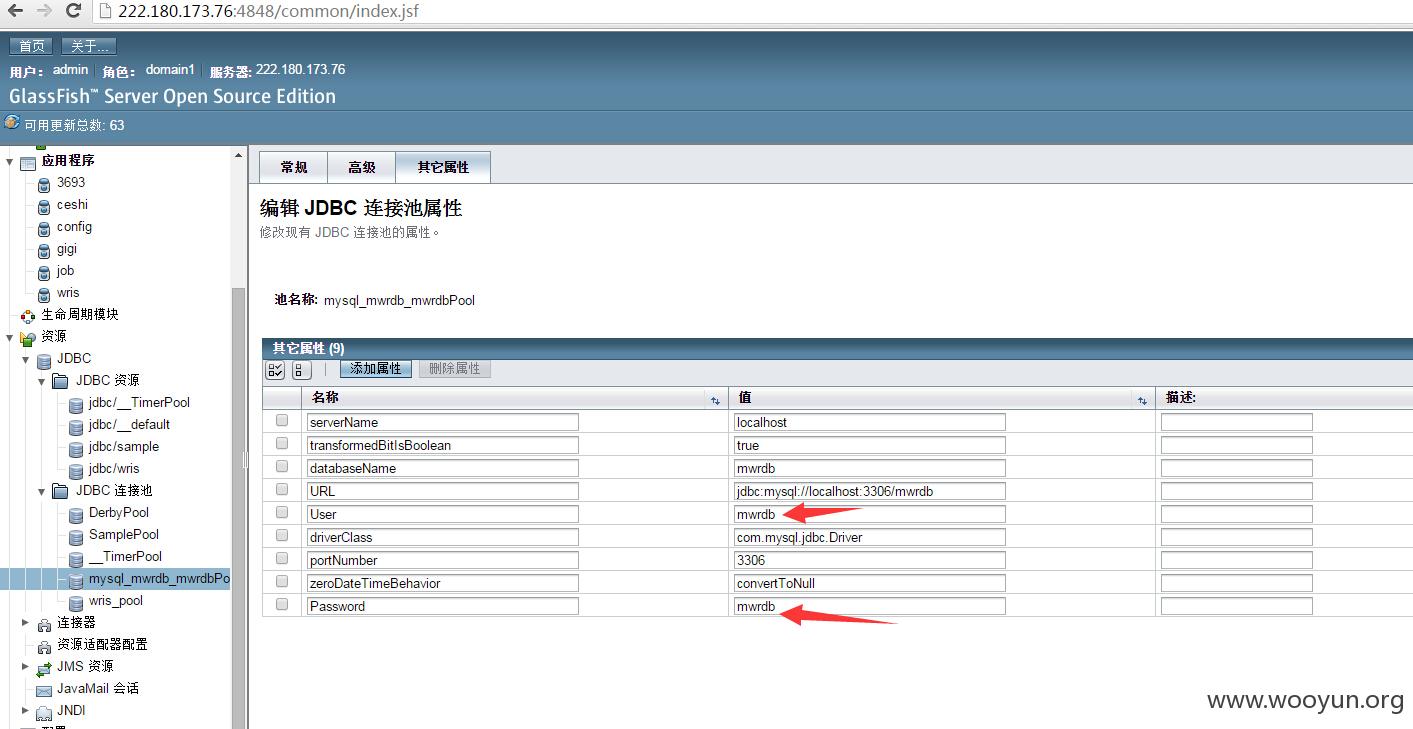 222.180.173.76:4848/common/index.jsf
首页 关于...
用户: admin 角色: domain1 服务器: 222.180.173.76
GlassFish™ Server Open Source Edition
可用更新总数: 63
应用程序
3693
ceshi
config
gigi
job
wris
生命周期模块
资源
JDBC
JDBC 资源
jdbc/__TimerPool
jdbc/__default
jdbc/sample
jdbc/wris
JDBC 连接池
DerbyPool
SamplePool
__TimerPool
mysql_mwrdb_mwrdbPo
wris_pool
连接器
资源适配器配置
JMS 资源
JavaMail 会话
JNDI
常规 高级 其它属性
编辑 JDBC 连接池属性
修改现有 JDBC 连接池的属性。
池名称: mysql_mwrdb_mwrdbPool
其它属性 (9)
添加属性 删除属性
名称 值 描述:
serverName localhost
transformedBitIsBoolean true
databaseName mwrdb
URL jdbc:mysql://localhost:3306/mwrdb
User mwrdb
driverClass com.mysql.jdbc.Driver
portNumber 3306
zeroDateTimeBehavior convertToNull
Password mwrdb
www.wooyun.org